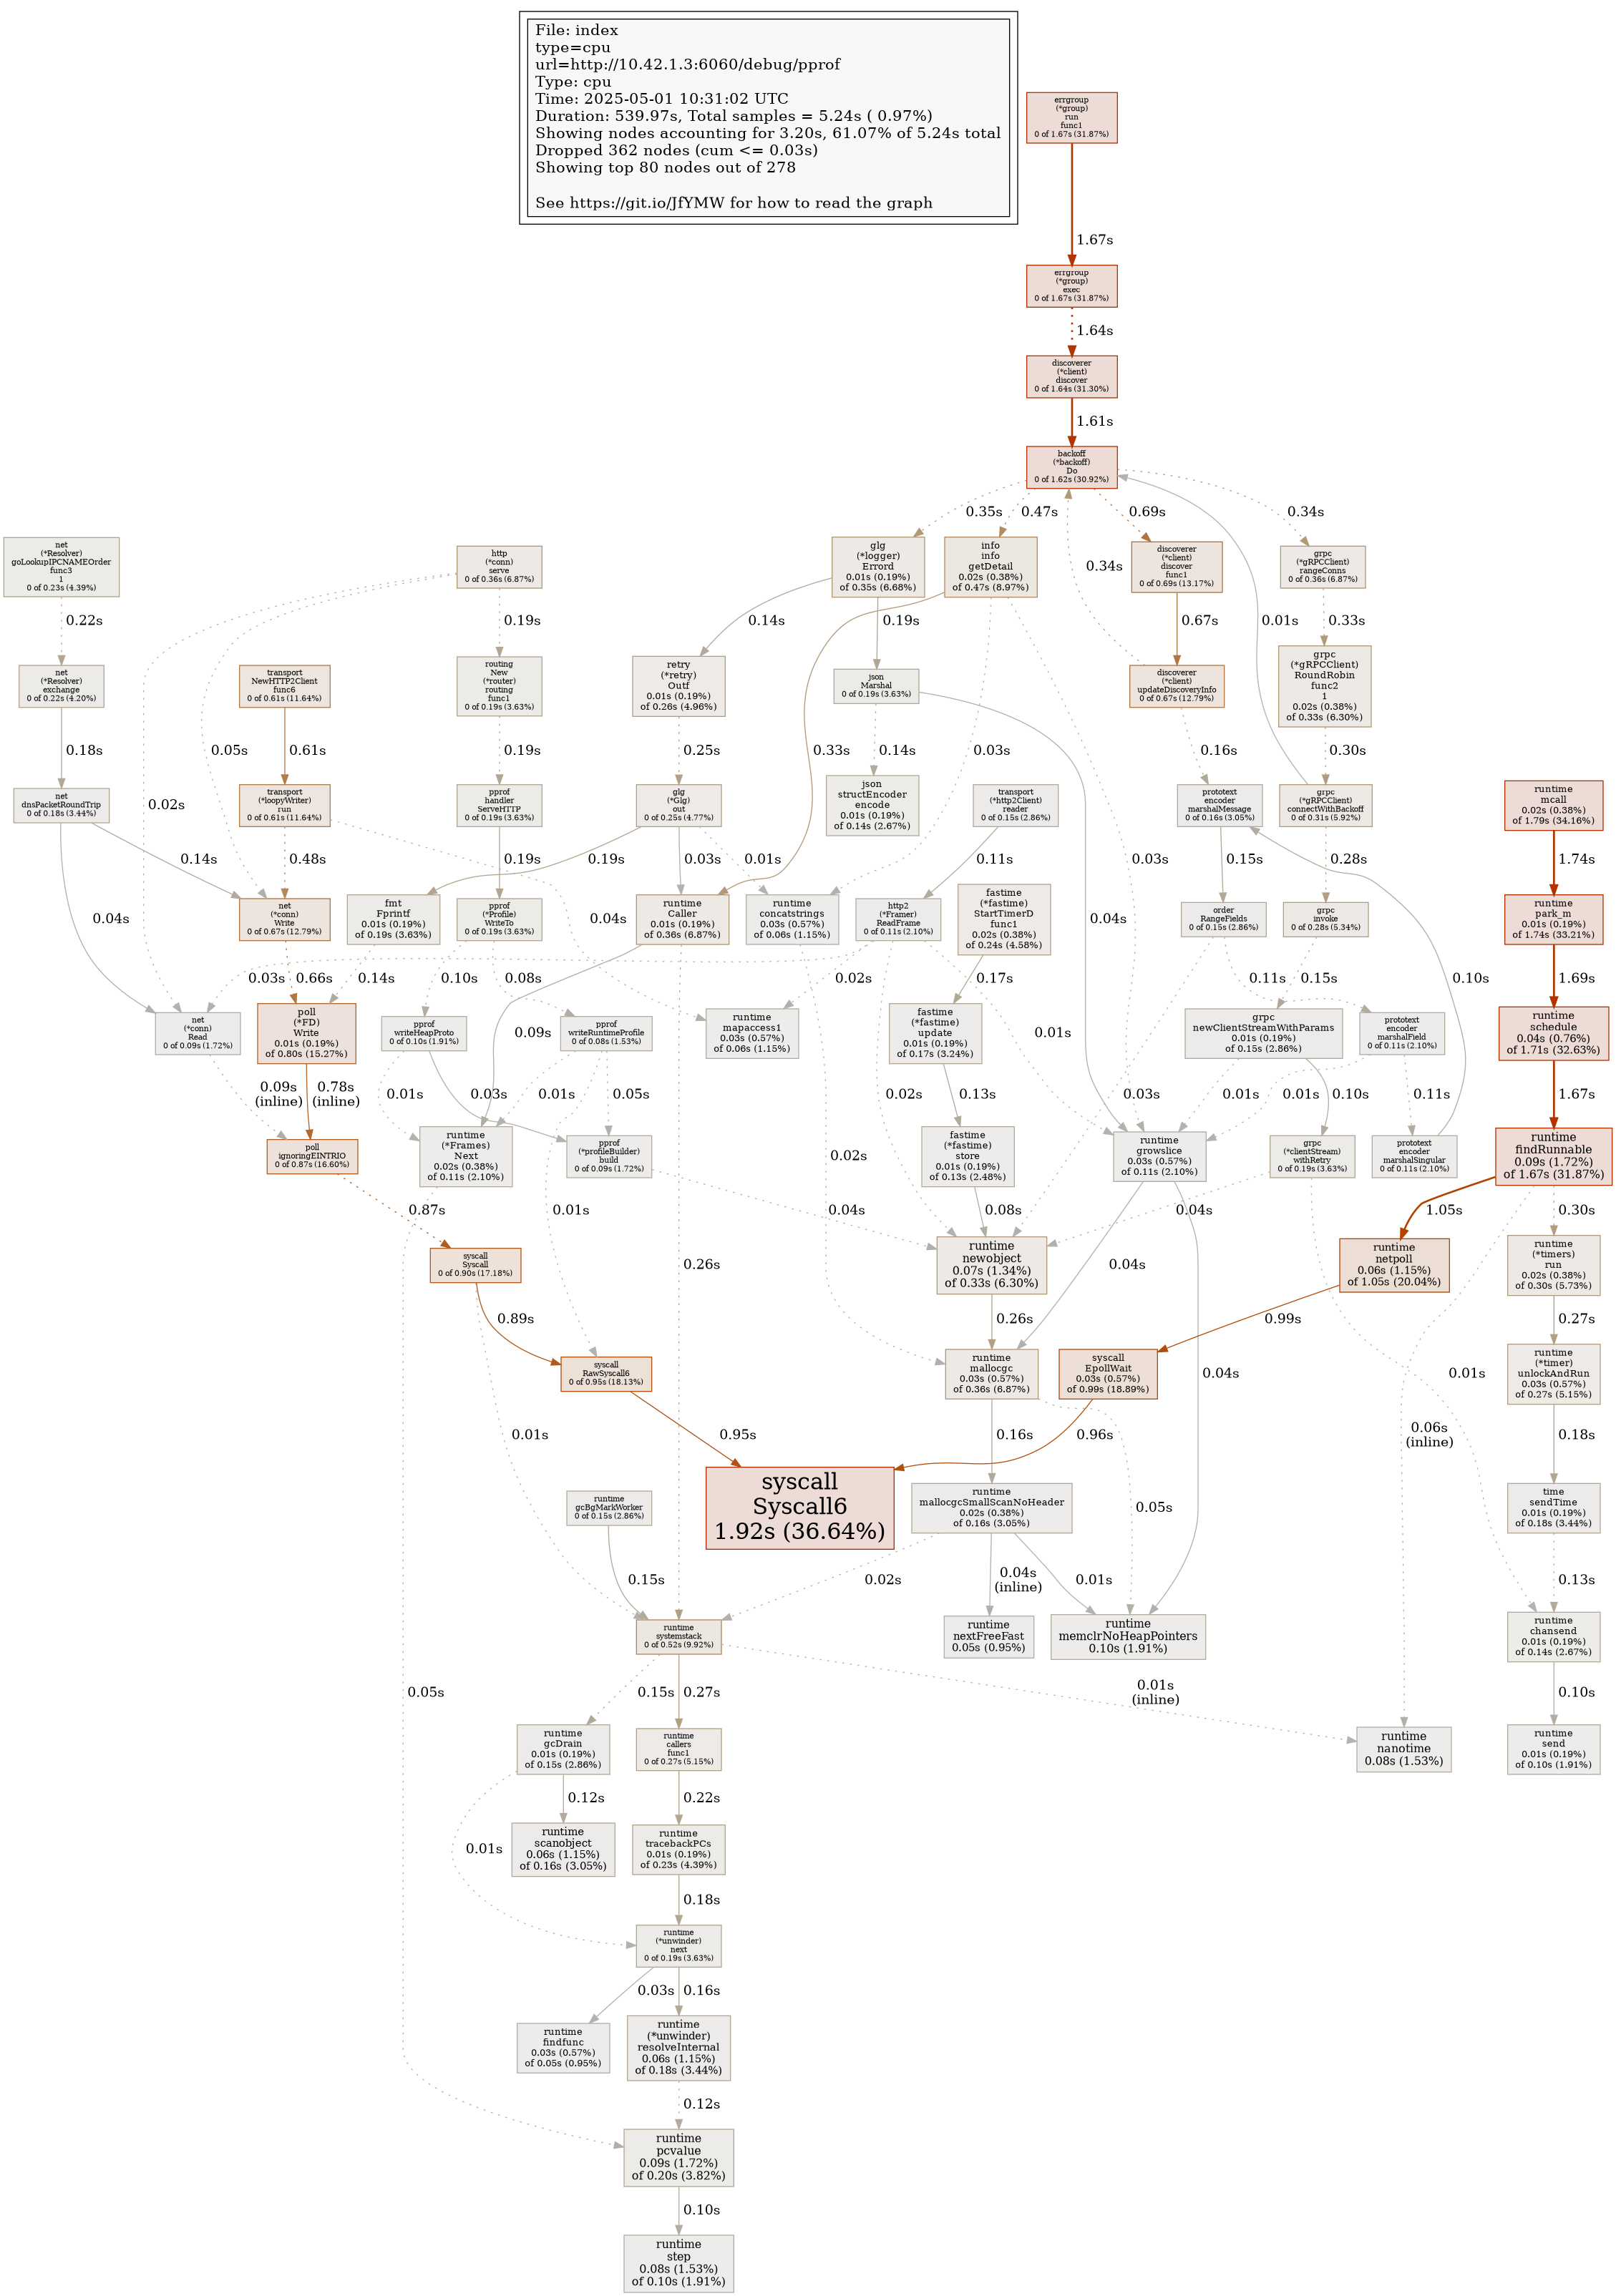 File: index
type=cpu
url=http://10.42.1.3:6060/debug/pprof
Type: cpu
Time: 2025-05-01 10:31:02 UTC
Duration: 539.97s, Total samples = 5.24s ( 0.97%)
Showing nodes accounting for 3.20s, 61.07% of 5.24s total
Dropped 362 nodes (cum <= 0.03s)
Showing top 80 nodes out of 278
See https://git.io/JfYMW for how to read the graph
errgroup
(*group)
run
func1
0 of 1.67s (31.87%)
1.67s
errgroup
(*group)
exec
0 of 1.67s (31.87%)
1.64s
discoverer
(*client)
discover
0 of 1.64s (31.30%)
1.61s
backoff
(*backoff)
Do
0 of 1.62s (30.92%)
0.35s
0.47s
0.69s
0.34s
net
(*Resolver)
goLookupIPCNAMEOrder
func3
1
0 of 0.23s (4.39%)
http
(*conn)
serve
0 of 0.36s (6.87%)
glg
(*logger)
Errord
0.01s (0.19%)
of 0.35s (6.68%)
info
info
getDetail
0.02s (0.38%)
of 0.47s (8.97%)
0.34s
discoverer
(*client)
discover
func1
0 of 0.69s (13.17%)
grpc
(*gRPCClient)
rangeConns
0 of 0.36s (6.87%)
0.22s
0.19s
0.14s
0.19s
0.67s
0.01s
0.33s
net
(*Resolver)
exchange
0 of 0.22s (4.20%)
transport
NewHTTP2Client
func6
0 of 0.61s (11.64%)
routing
New
(*router)
routing
func1
0 of 0.19s (3.63%)
retry
(*retry)
Outf
0.01s (0.19%)
of 0.26s (4.96%)
json
Marshal
0 of 0.19s (3.63%)
discoverer
(*client)
updateDiscoveryInfo
0 of 0.67s (12.79%)
grpc
(*gRPCClient)
RoundRobin
func2
1
0.02s (0.38%)
of 0.33s (6.30%)
0.18s
0.05s
0.61s
0.19s
0.25s
0.33s
0.14s
0.03s
0.16s
0.30s
0.02s
net
dnsPacketRoundTrip
0 of 0.18s (3.44%)
transport
(*loopyWriter)
run
0 of 0.61s (11.64%)
pprof
handler
ServeHTTP
0 of 0.19s (3.63%)
glg
(*Glg)
out
0 of 0.25s (4.77%)
json
structEncoder
encode
0.01s (0.19%)
of 0.14s (2.67%)
transport
(*http2Client)
reader
0 of 0.15s (2.86%)
prototext
encoder
marshalMessage
0 of 0.16s (3.05%)
grpc
(*gRPCClient)
connectWithBackoff
0 of 0.31s (5.92%)
runtime
mcall
0.02s (0.38%)
of 1.79s (34.16%)
0.14s
0.48s
0.19s
0.19s
0.03s
0.01s
0.11s
0.03s
0.15s
0.28s
1.74s
0.04s
net
(*conn)
Write
0 of 0.67s (12.79%)
fmt
Fprintf
0.01s (0.19%)
of 0.19s (3.63%)
pprof
(*Profile)
WriteTo
0 of 0.19s (3.63%)
0.04s
runtime
Caller
0.01s (0.19%)
of 0.36s (6.87%)
runtime
concatstrings
0.03s (0.57%)
of 0.06s (1.15%)
http2
(*Framer)
ReadFrame
0 of 0.11s (2.10%)
fastime
(*fastime)
StartTimerD
func1
0.02s (0.38%)
of 0.24s (4.58%)
0.04s
order
RangeFields
0 of 0.15s (2.86%)
grpc
invoke
0 of 0.28s (5.34%)
runtime
park_m
0.01s (0.19%)
of 1.74s (33.21%)
0.03s
0.66s
0.14s
0.10s
0.08s
0.02s
0.17s
0.11s
0.15s
0.10s
1.69s
net
(*conn)
Read
0 of 0.09s (1.72%)
poll
(*FD)
Write
0.01s (0.19%)
of 0.80s (15.27%)
pprof
writeHeapProto
0 of 0.10s (1.91%)
pprof
writeRuntimeProfile
0 of 0.08s (1.53%)
0.09s
runtime
mapaccess1
0.03s (0.57%)
of 0.06s (1.15%)
fastime
(*fastime)
update
0.01s (0.19%)
of 0.17s (3.24%)
0.01s
grpc
newClientStreamWithParams
0.01s (0.19%)
of 0.15s (2.86%)
prototext
encoder
marshalField
0 of 0.11s (2.10%)
runtime
schedule
0.04s (0.76%)
of 1.71s (32.63%)
0.09s
(inline)
0.78s
(inline)
0.01s
0.03s
0.01s
0.05s
0.02s
0.13s
0.03s
0.01s
0.01s
0.10s
0.11s
1.67s
poll
ignoringEINTRIO
0 of 0.87s (16.60%)
runtime
(*Frames)
Next
0.02s (0.38%)
of 0.11s (2.10%)
pprof
(*profileBuilder)
build
0 of 0.09s (1.72%)
0.02s
fastime
(*fastime)
store
0.01s (0.19%)
of 0.13s (2.48%)
runtime
growslice
0.03s (0.57%)
of 0.11s (2.10%)
grpc
(*clientStream)
withRetry
0 of 0.19s (3.63%)
prototext
encoder
marshalSingular
0 of 0.11s (2.10%)
runtime
findRunnable
0.09s (1.72%)
of 1.67s (31.87%)
0.87s
0.01s
0.04s
0.08s
0.04s
1.05s
0.30s
syscall
Syscall
0 of 0.90s (17.18%)
0.26s
runtime
newobject
0.07s (1.34%)
of 0.33s (6.30%)
0.04s
runtime
netpoll
0.06s (1.15%)
of 1.05s (20.04%)
runtime
(*timers)
run
0.02s (0.38%)
of 0.30s (5.73%)
0.89s
0.26s
0.99s
0.27s
syscall
RawSyscall6
0 of 0.95s (18.13%)
runtime
mallocgc
0.03s (0.57%)
of 0.36s (6.87%)
syscall
EpollWait
0.03s (0.57%)
of 0.99s (18.89%)
0.04s
0.01s
runtime
(*timer)
unlockAndRun
0.03s (0.57%)
of 0.27s (5.15%)
0.01s
0.95s
0.16s
0.96s
0.06s
(inline)
0.18s
syscall
Syscall6
1.92s (36.64%)
runtime
gcBgMarkWorker
0 of 0.15s (2.86%)
runtime
mallocgcSmallScanNoHeader
0.02s (0.38%)
of 0.16s (3.05%)
0.05s
time
sendTime
0.01s (0.19%)
of 0.18s (3.44%)
0.15s
0.02s
0.04s
(inline)
0.01s
0.13s
runtime
systemstack
0 of 0.52s (9.92%)
runtime
nextFreeFast
0.05s (0.95%)
runtime
memclrNoHeapPointers
0.10s (1.91%)
runtime
chansend
0.01s (0.19%)
of 0.14s (2.67%)
0.05s
0.15s
0.27s
0.01s
(inline)
0.10s
runtime
gcDrain
0.01s (0.19%)
of 0.15s (2.86%)
runtime
callers
func1
0 of 0.27s (5.15%)
runtime
nanotime
0.08s (1.53%)
runtime
send
0.01s (0.19%)
of 0.10s (1.91%)
0.12s
0.22s
0.01s
runtime
scanobject
0.06s (1.15%)
of 0.16s (3.05%)
runtime
tracebackPCs
0.01s (0.19%)
of 0.23s (4.39%)
0.18s
runtime
(*unwinder)
next
0 of 0.19s (3.63%)
0.03s
0.16s
runtime
findfunc
0.03s (0.57%)
of 0.05s (0.95%)
runtime
(*unwinder)
resolveInternal
0.06s (1.15%)
of 0.18s (3.44%)
0.12s
runtime
pcvalue
0.09s (1.72%)
of 0.20s (3.82%)
0.10s
runtime
step
0.08s (1.53%)
of 0.10s (1.91%)